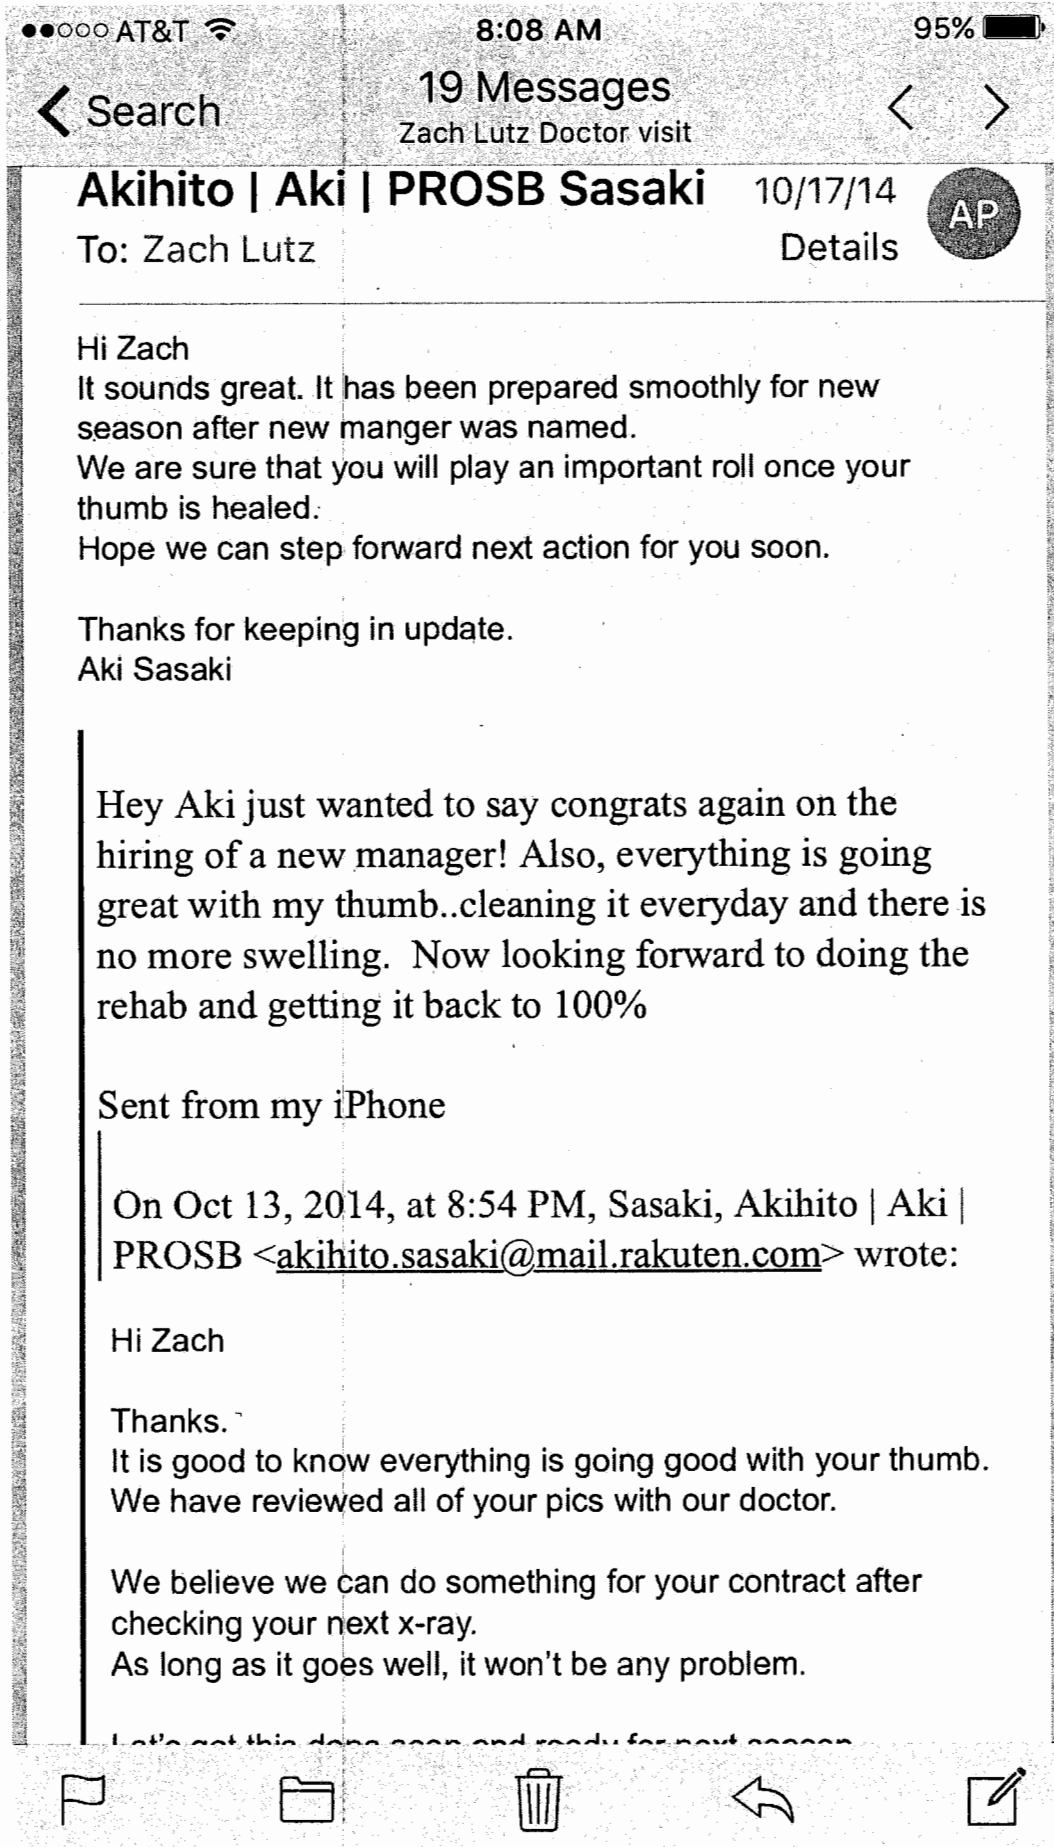 AT&T 8:08 AM 95%
Search 19 Messages
Zach Lutz Doctor visit
Akihito | Aki | PROSB Sasaki 10/17/14 AP
To: Zach Lutz Details
Hi Zach
It sounds great. It has been prepared smoothly for new
season after new manger was named.
We are sure that you will play an important roll once your
thumb is healed.
Hope we can step forward next action for you soon.
Thanks for keeping in update.
Aki Sasaki
Hey Aki just wanted to say congrats again on the
hiring of a new manager! Also, everything is going
great with my thumb..cleaning it everyday and there is
no more swelling.  Now looking forward to doing the
rehab and getting it back to 100%
Sent from my iPhone
On Oct 13, 2014, at 8:54 PM, Sasaki, Akihito | Aki |
PROSB <akihito.sasaki@mail.rakuten.com> wrote:
Hi Zach
Thanks.
It is good to know everything is going good with your thumb.
We have reviewed all of your pics with our doctor.
We believe we can do something for your contract after
checking your next x-ray.
As long as it goes well, it won't be any problem.
Let's get this done soon and ready for next season